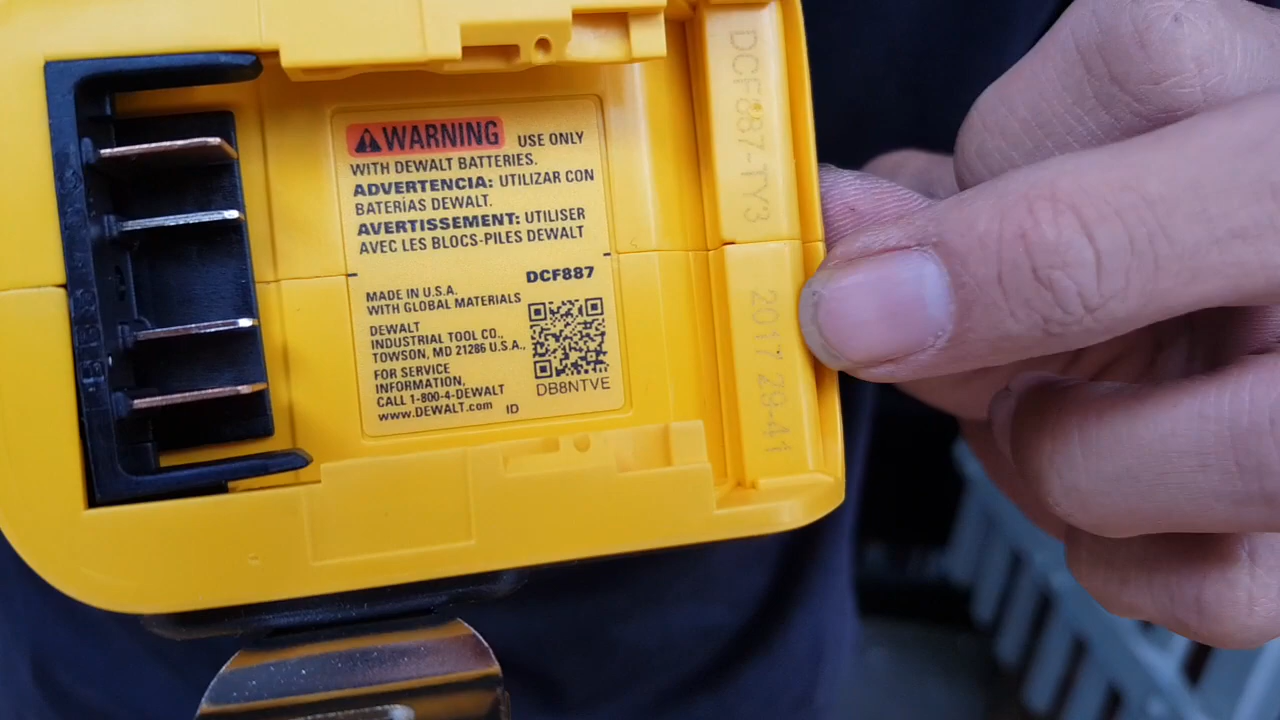 ⚠WARNING USE ONLY
WITH DEWALT BATTERIES.
ADVERTENCIA: UTILIZAR CON
BATERÍAS DEWALT.
AVERTISSEMENT: UTILISER
AVEC LES BLOCS-PILES DEWALT
DCF887
MADE IN U.S.A.
WITH GLOBAL MATERIALS
DEWALT
INDUSTRIAL TOOL CO.,
TOWSON, MD 21286 U.S.A.,
FOR SERVICE
INFORMATION,
CALL 1-800-4-DEWALT
www.DEWALT.com ID
DB8NTVE
DCF887-TY3
2017 29-41